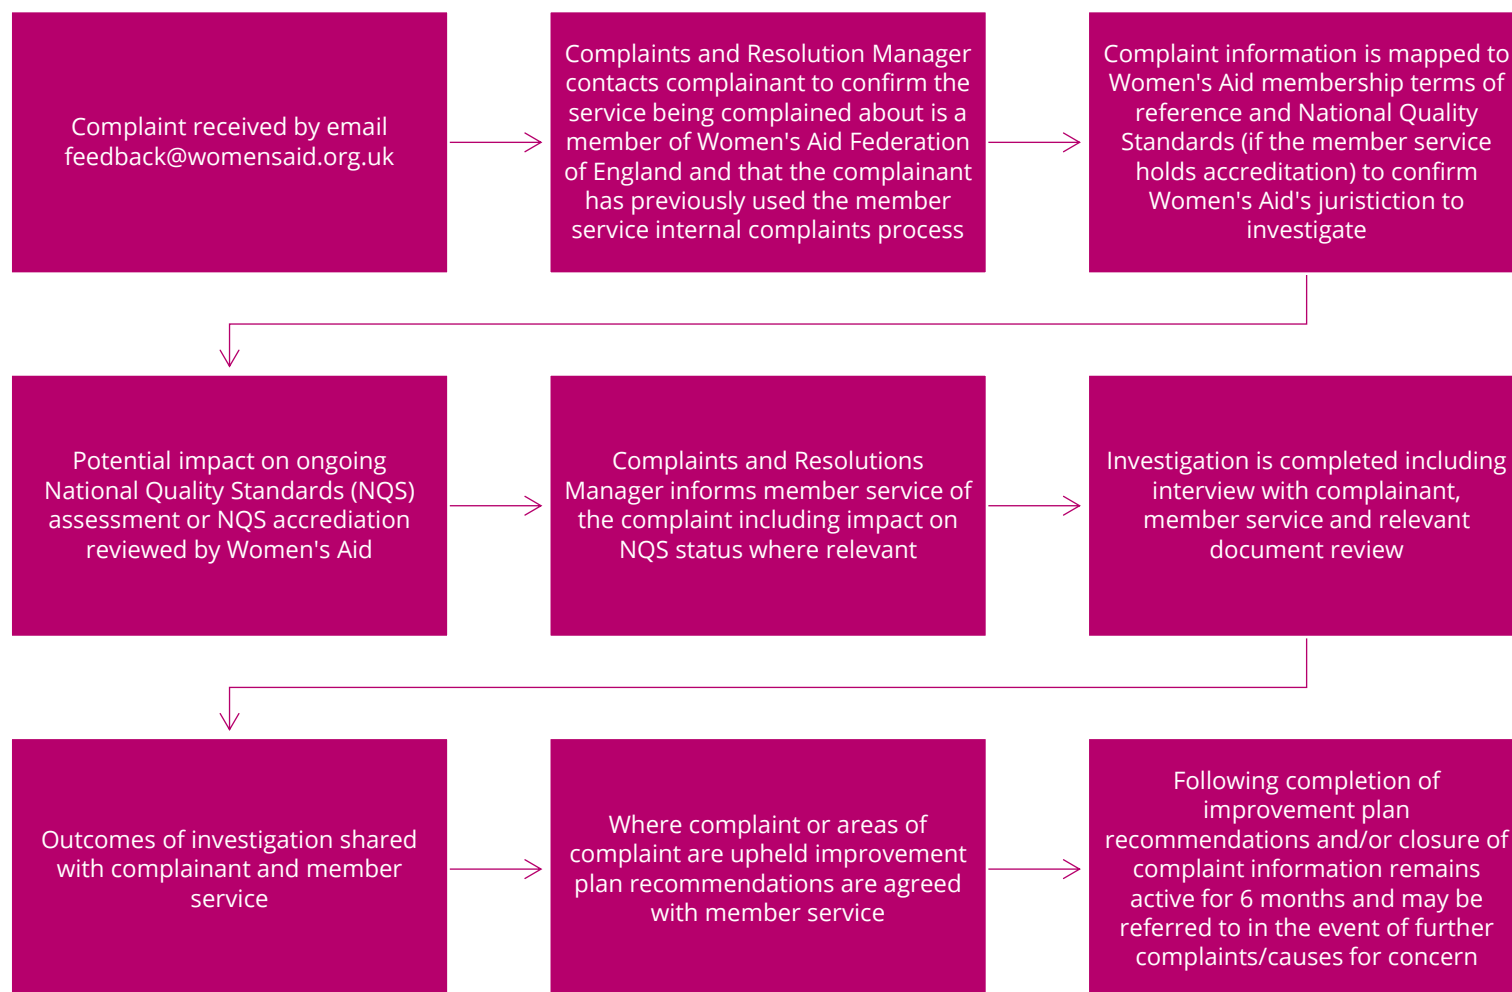 Complaint received by email
feedback@womensaid.org.uk
Complaints and Resolution Manager
contacts complainant to confirm the
service being complained about is a
member of Women's Aid Federation
of England and that the complainant
has previously used the member
service internal complaints process
Complaint information is mapped to
Women's Aid membership terms of
reference and National Quality
Standards (if the member service
holds accreditation) to confirm
Women's Aid's juristiction to
investigate
Potential impact on ongoing
National Quality Standards (NQS)
assessment or NQS accrediation
reviewed by Women's Aid
Complaints and Resolutions
Manager informs member service of
the complaint including impact on
NQS status where relevant
Investigation is completed including
interview with complainant,
member service and relevant
document review
Outcomes of investigation shared
with complainant and member
service
Where complaint or areas of
complaint are upheld improvement
plan recommendations are agreed
with member service
Following completion of
improvement plan
recommendations and/or closure of
complaint information remains
active for 6 months and may be
referred to in the event of further
complaints/causes for concern